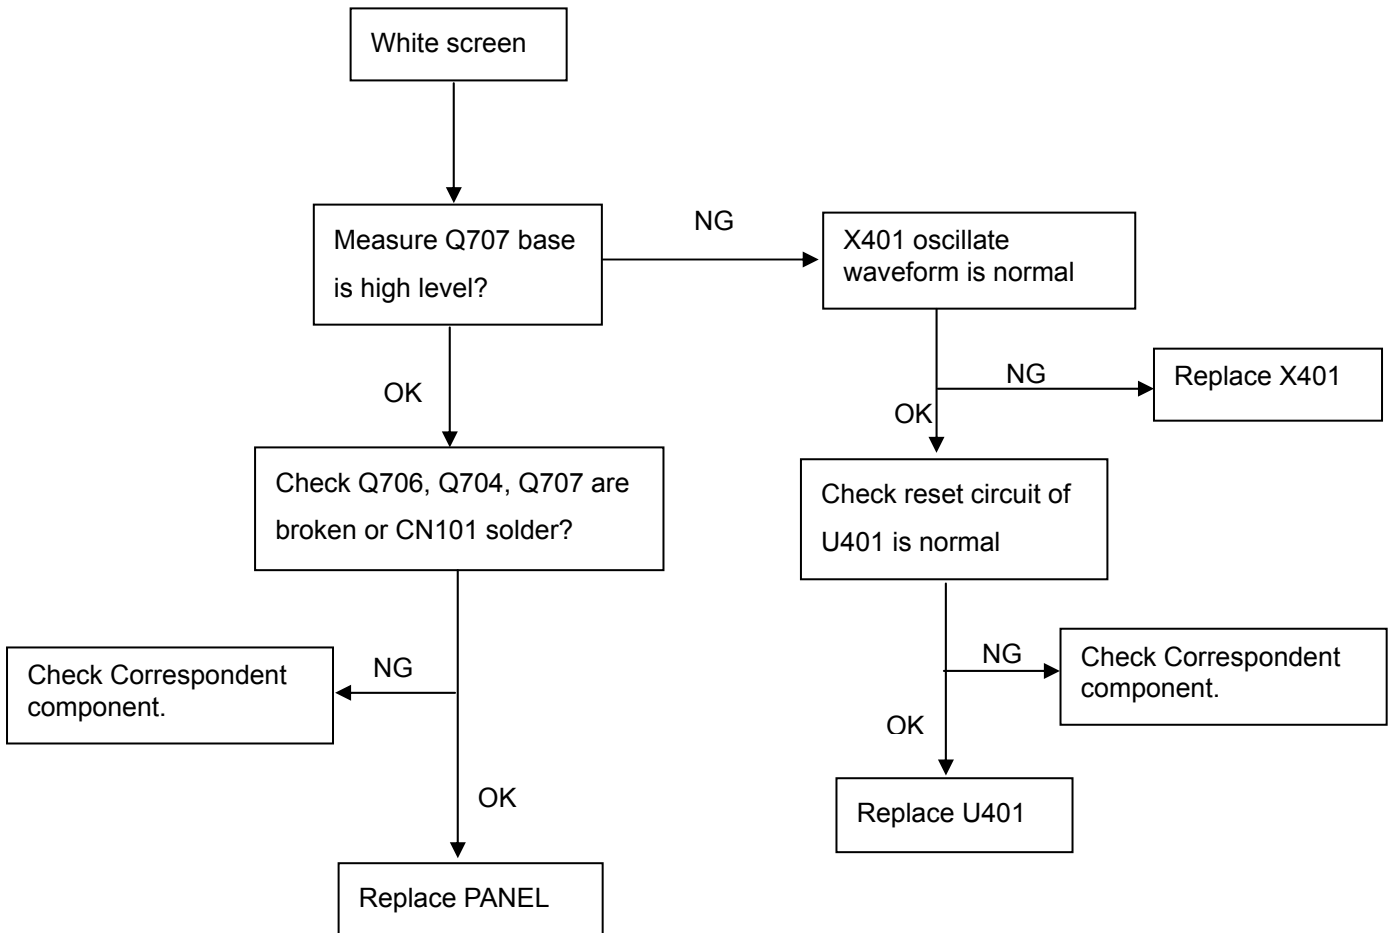 White screen
Measure Q707 base
is high level?
NG
X401 oscillate
waveform is normal
OK
NG
Replace X401
OK
Check Q706, Q704, Q707 are
broken or CN101 solder?
Check reset circuit of
U401 is normal
NG
Check Correspondent
component.
NG
Check Correspondent
component.
OK
Replace U401
OK
Replace PANEL